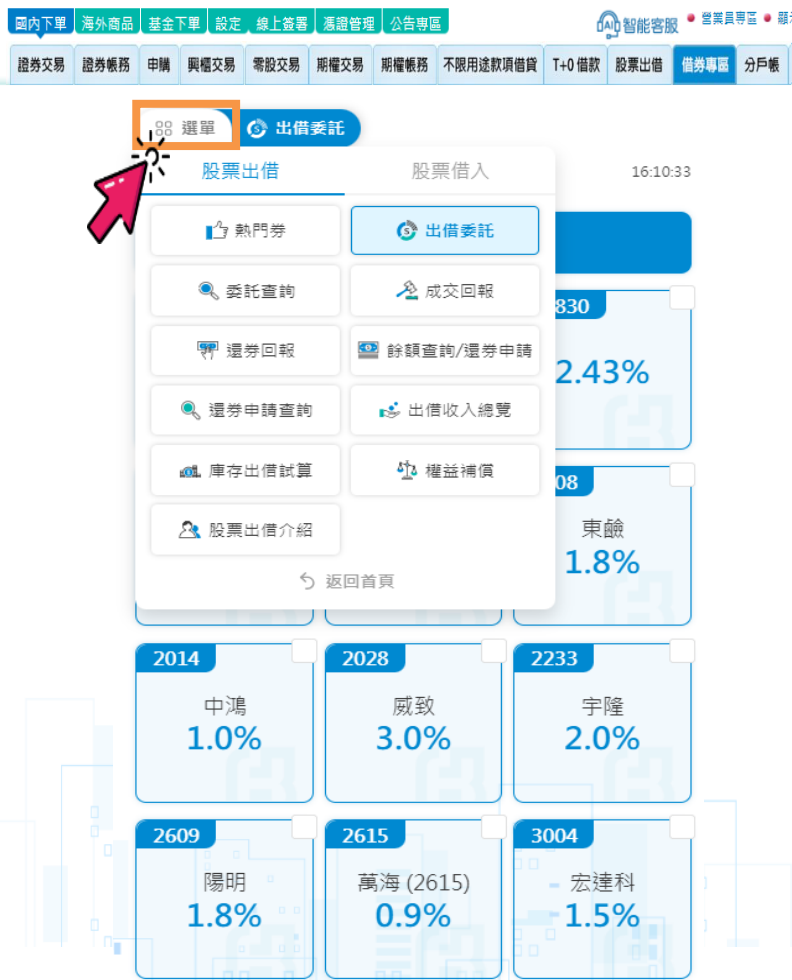 國內下單 海外商品 基金下單 設定 線上簽署 憑證管理 公告專區 智能客服 營業員專區
證券交易 證券帳務 申購 興櫃交易 零股交易 期權交易 期權帳務 不限用途款項借貸 T+0 借款 股票出借 借券專區 分戶帳
選單 出借委託
股票出借 股票借入 16:10:33
熱門券 出借委託
委託查詢 成交回報
830
還券回報 餘額查詢/還券申請
2.43%
還券申請查詢 出借收入總覽
庫存出借試算 權益補償
08
股票出借介紹 東鹼
1.8%
返回首頁
2014 2028 2233
中鴻 威致 宇隆
1.0% 3.0% 2.0%
2609 2615 3004
陽明 萬海 (2615) 宏達科
1.8% 0.9% 1.5%